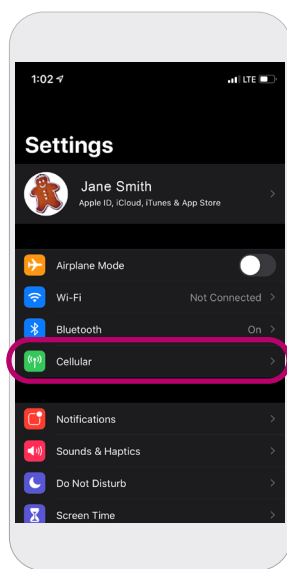 1:02
LTE
Settings
Jane Smith
Apple ID, iCloud, iTunes & App Store
Airplane Mode
Wi-Fi Not Connected
Bluetooth On
Cellular
Notifications
Sounds & Haptics
Do Not Disturb
Screen Time